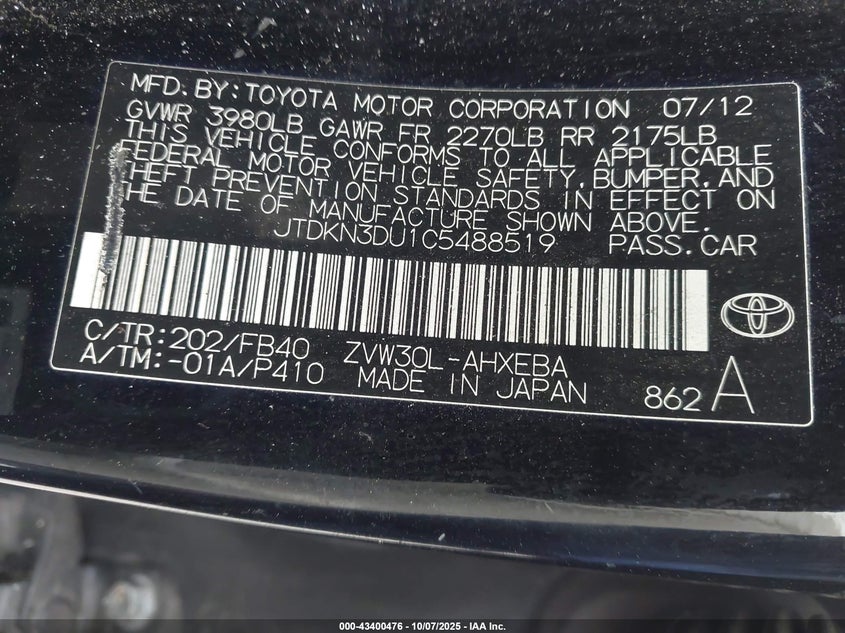 MFD. BY: TOYOTA MOTOR CORPORATION 07/12
GVWR 3980LB GAWR FR 2270LB RR 2175LB
THIS VEHICLE CONFORMS TO ALL APPLICABLE
FEDERAL MOTOR VEHICLE SAFETY, BUMPER, AND
THEFT PREVENTION STANDARDS IN EFFECT ON
THE DATE OF MANUFACTURE SHOWN ABOVE.
JTDKN3DU1C5488519 PASS. CAR
C/TR: 202/FB40 ZVW30L-AHXEBA
A/TM: -01A/P410 MADE IN JAPAN
862 A
000-43400476 - 10/07/2025 - IAA Inc.